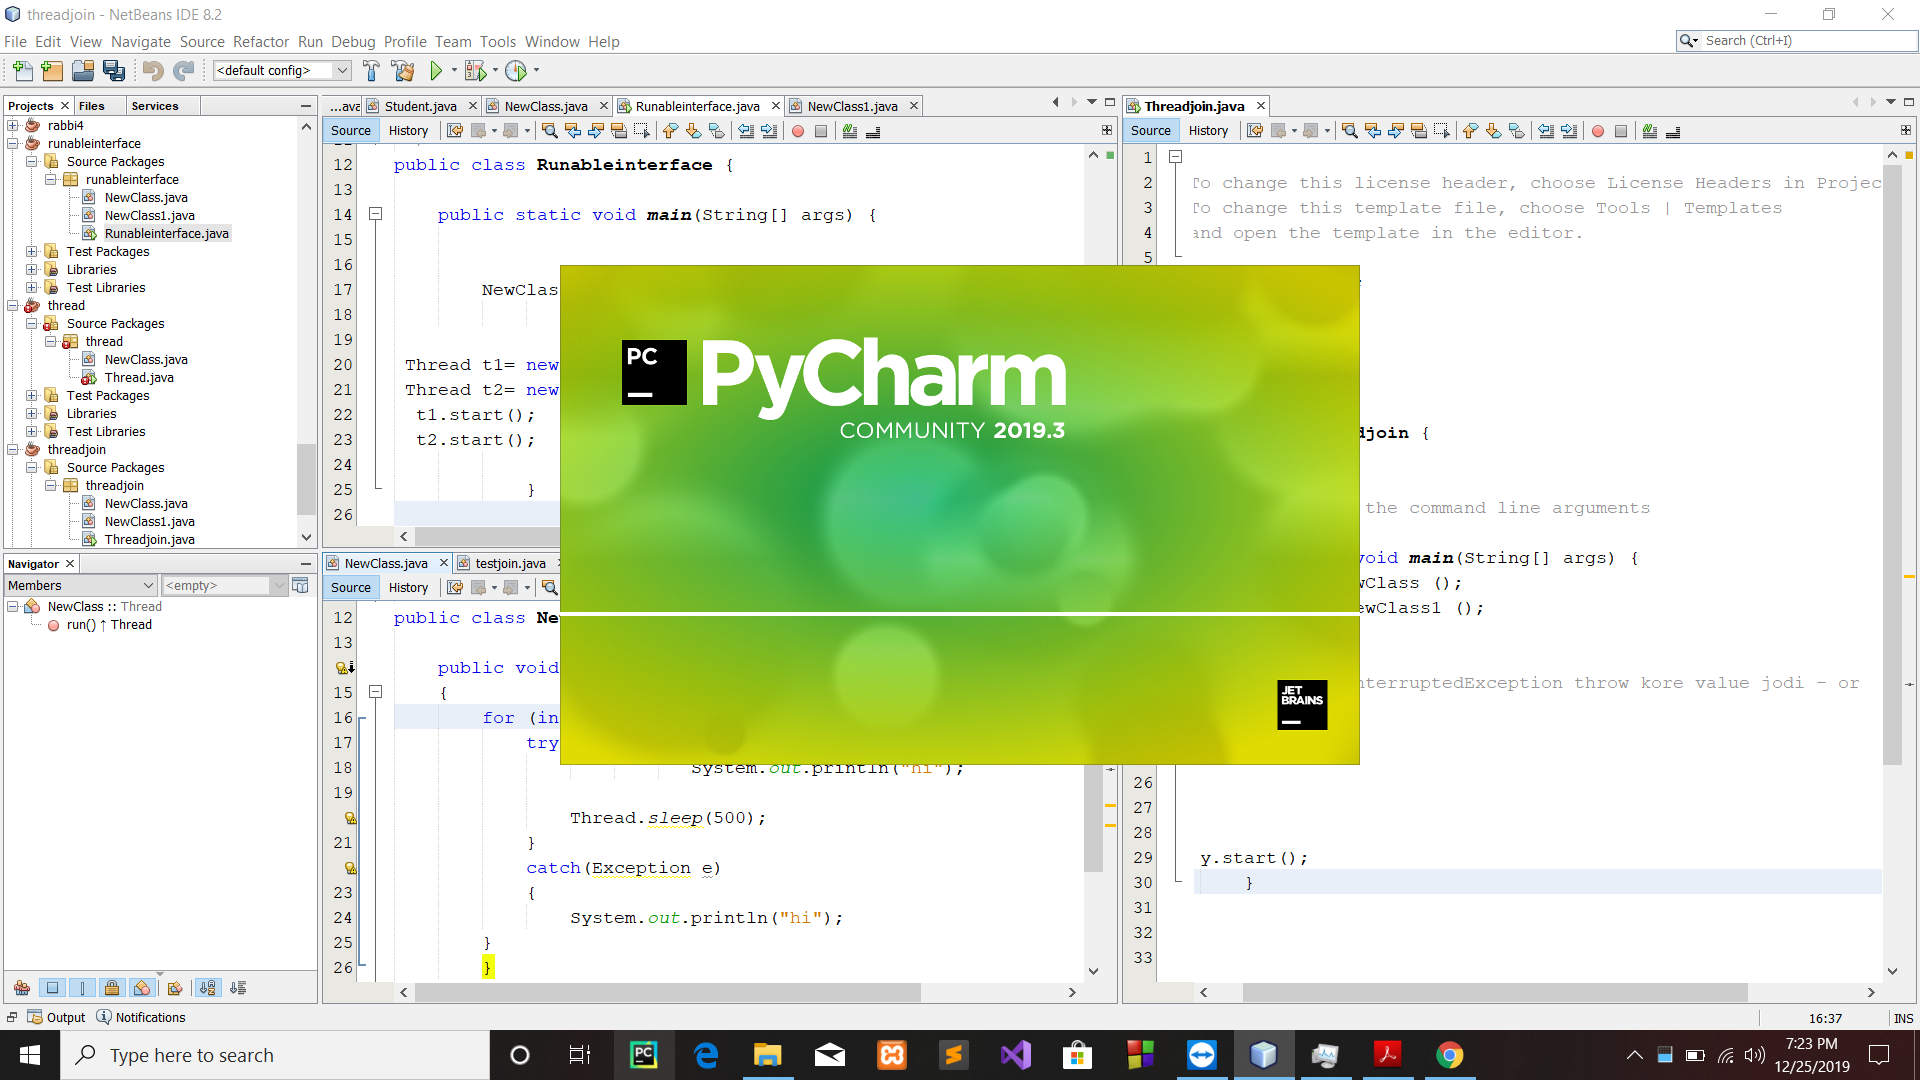 threadjoin - NetBeans IDE 8.2
File Edit View Navigate Source Refactor Run Debug Profile Team Tools Window Help
Search (Ctrl+I)
<default config>
Projects Files Services
rabbi4
runableinterface
Source Packages
runableinterface
NewClass.java
NewClass1.java
Runableinterface.java
Test Packages
Libraries
Test Libraries
thread
Source Packages
thread
NewClass.java
Thread.java
Test Packages
Libraries
Test Libraries
threadjoin
Source Packages
threadjoin
NewClass.java
NewClass1.java
Threadjoin.java
Navigator
Members <empty>
NewClass :: Thread
run() ↑ Thread
...ava Student.java NewClass.java Runableinterface.java NewClass1.java
Source History
12 public class Runableinterface {
13
14 public static void main(String[] args) {
15
16
17 NewClas
18
19
20 Thread t1= new
21 Thread t2= new
22 t1.start();
23 t2.start();
24
25 }
26
NewClass.java testjoin.java
Source History
12 public class Ne
13
public void
15 {
16 for (in
17 try
18 System.out.println("hi");
19
Thread.sleep(500);
21 }
catch(Exception e)
23 {
24 System.out.println("hi");
25 }
26 }
Threadjoin.java
Source History
1
2 To change this license header, choose License Headers in Projec
3 To change this template file, choose Tools | Templates
4 and open the template in the editor.
5
djoin {
the command line arguments
void main(String[] args) {
wClass ();
ewClass1 ();
nterruptedException throw kore value jodi - or
26
27
28
29 y.start();
30 }
31
32
33
PC
PyCharm
COMMUNITY 2019.3
JET
BRAINS
Output Notifications
16:37 INS
Type here to search
PC
7:23 PM
12/25/2019